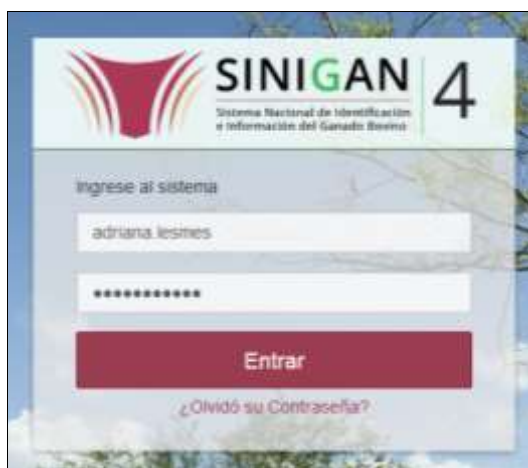 SINIGAN 4
Sistema Nacional de Identificación
e Información del Ganado Bovino
Ingrese al sistema
adriana.lesmes
•••••••••••
Entrar
¿Olvidó su Contraseña?